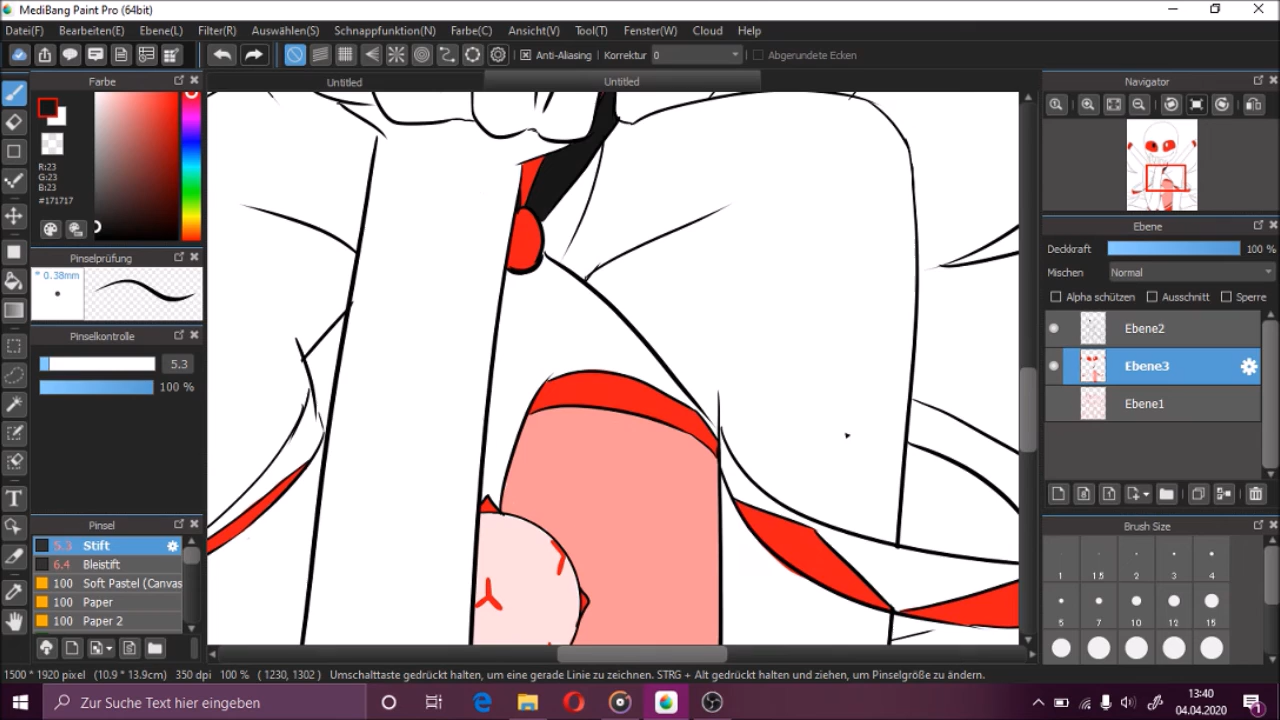 MediBang Paint Pro (64bit)
Datei(F) Bearbeiten(E) Ebene(L) Filter(R) Auswählen(S) Schnappfunktion(N) Farbe(C) Ansicht(V) Tool(T) Fenster(W) Cloud Help
Anti-Aliasing Korrektur 0 Abgerundete Ecken
Farbe
Untitled Untitled
Navigator
R:23
G:23
B:23
#171717
Pinselprüfung
* 0.38mm
Pinselkontrolle
5.3
100 %
Pinsel
5.3 Stift
6.4 Bleistift
100 Soft Pastel (Canvas
100 Paper
100 Paper 2
Ebene
Deckkraft 100 %
Mischen Normal
Alpha schützen Ausschnitt Sperre
Ebene2
Ebene3
Ebene1
Brush Size
1 1.5 2 3 4
5 7 10 12 15
1500 * 1920 pixel (10.9 * 13.9cm) 350 dpi 100 % ( 1230, 1302 ) Umschalttaste gedrückt halten, um eine gerade Linie zu zeichnen. STRG + Alt gedrückt halten und ziehen, um Pinselgröße zu ändern.
Zur Suche Text hier eingeben
13:40
04.04.2020
1